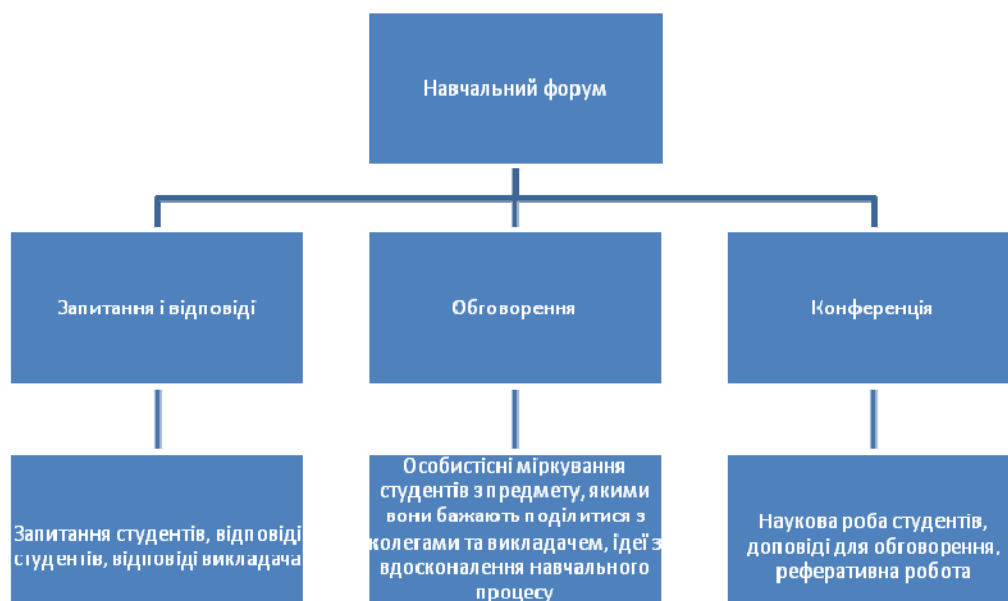 Навчальний форум
Запитання і відповіді
Обговорення
Конференція
Запитання студентів, відповіді
студентів, відповіді викладача
Особистісні міркування
студентів з предмету, якими
вони бажають поділитися з
колегами та викладачем, ідеї з
вдосконалення навчального
процесу
Наукова роба студентів,
доповіді для обговорення,
реферативна робота